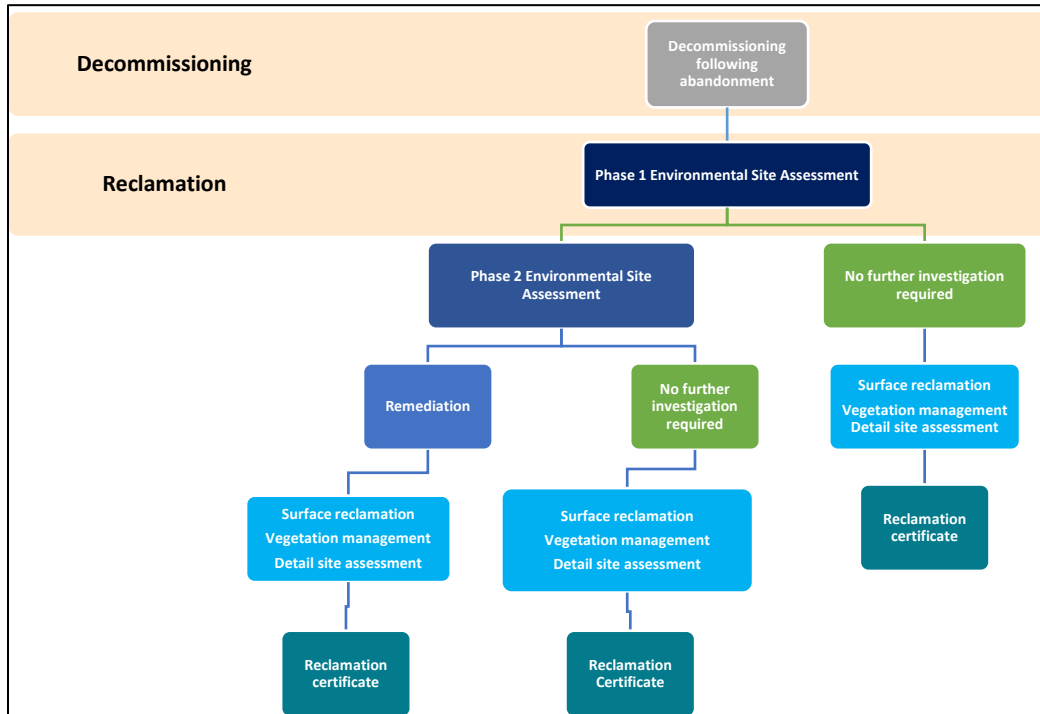 Decommissioning
Decommissioning
following
abandonment
Reclamation
Phase 1 Environmental Site Assessment
Phase 2 Environmental Site
Assessment
No further investigation
required
Remediation
No further
investigation
required
Surface reclamation
Vegetation management
Detail site assessment
Surface reclamation
Vegetation management
Detail site assessment
Surface reclamation
Vegetation management
Detail site assessment
Reclamation
certificate
Reclamation
certificate
Reclamation
Certificate